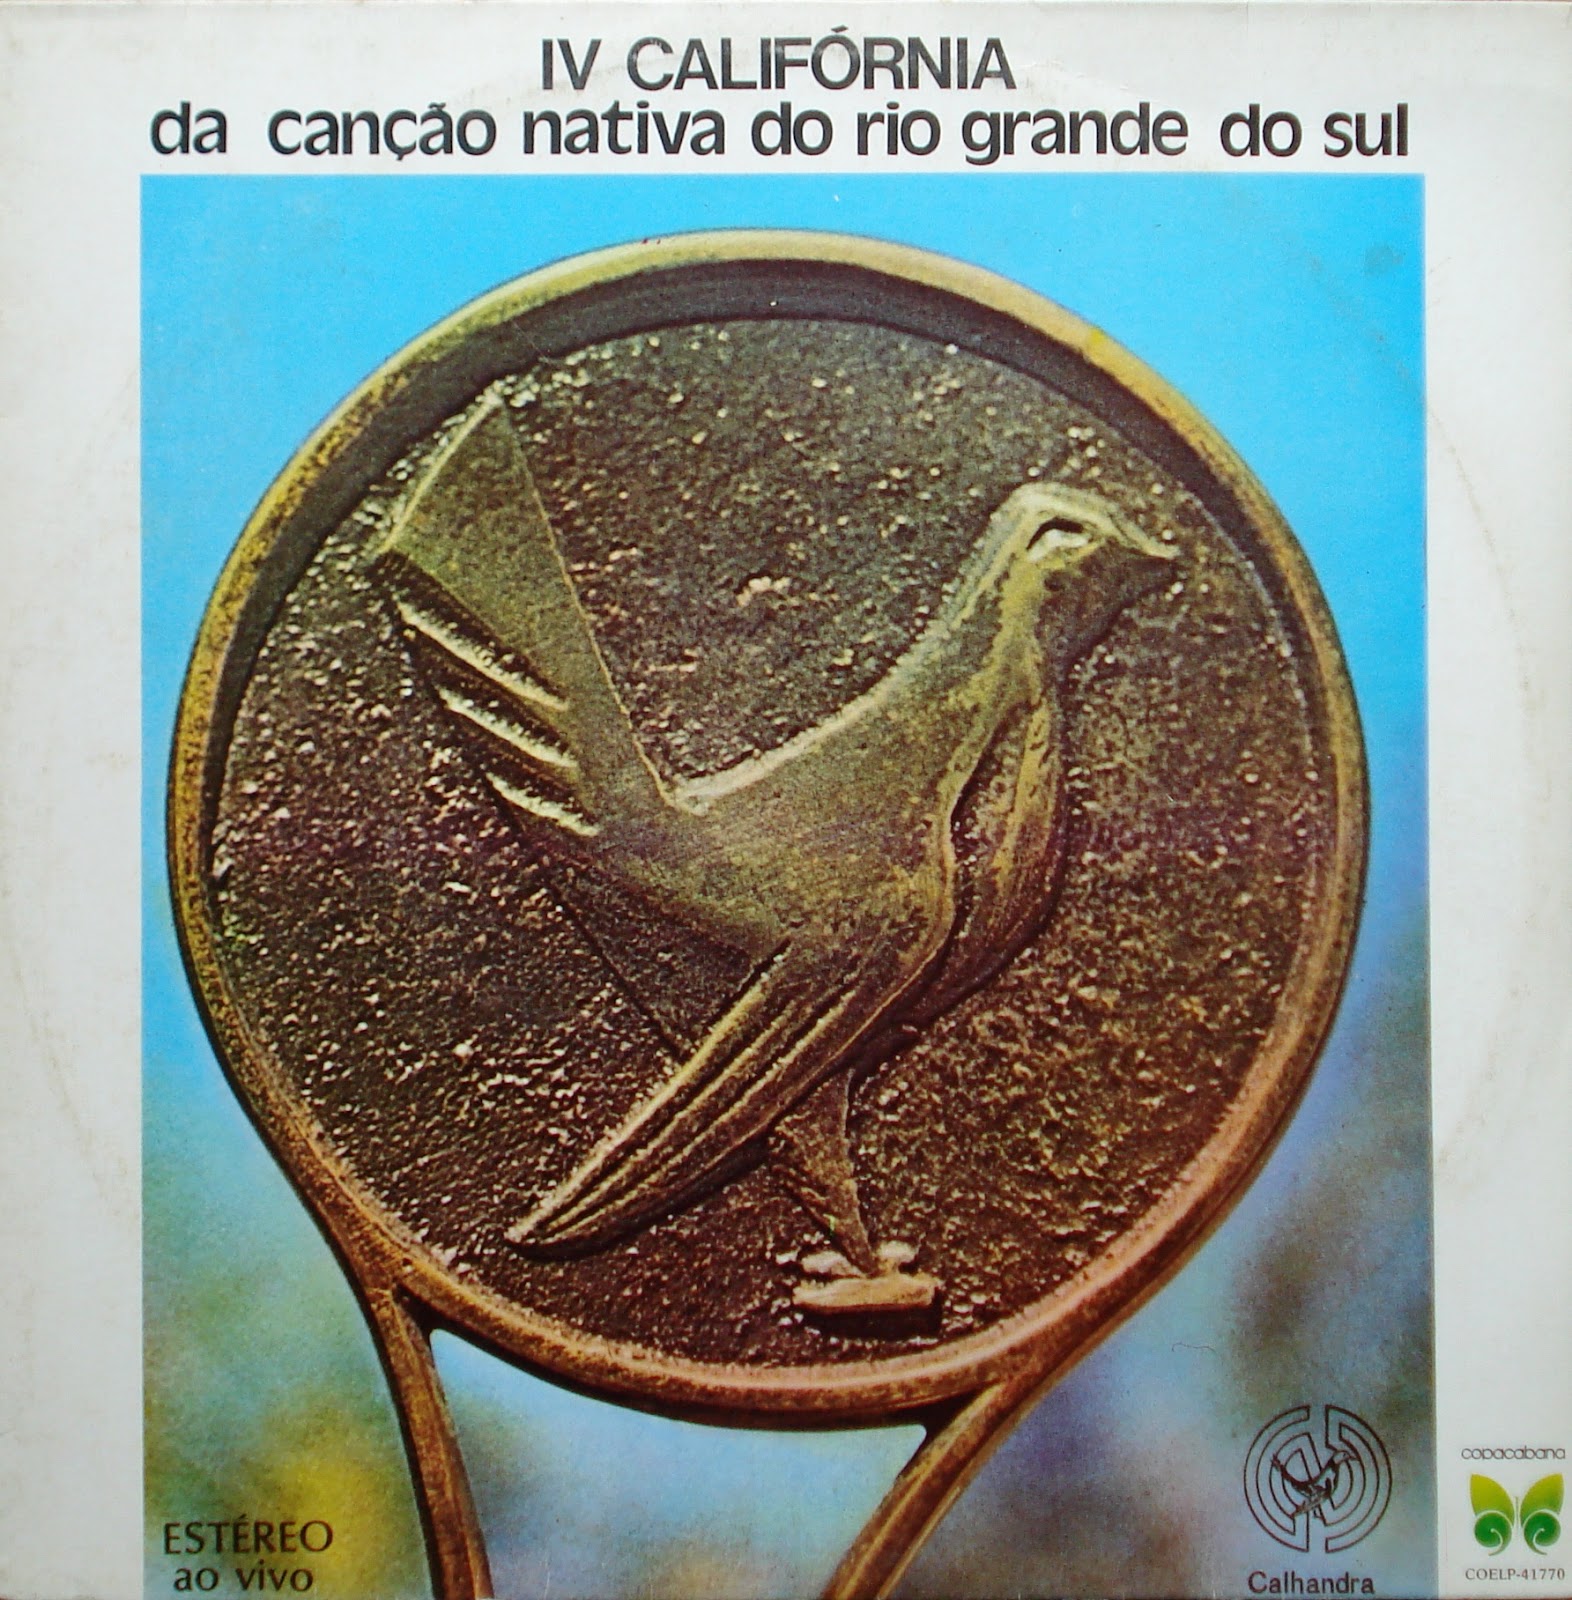 IV CALIFÓRNIA
da canção nativa do rio grande do sul
ESTÉREO
ao vivo
Calhandra
copacabana
COELP-41770